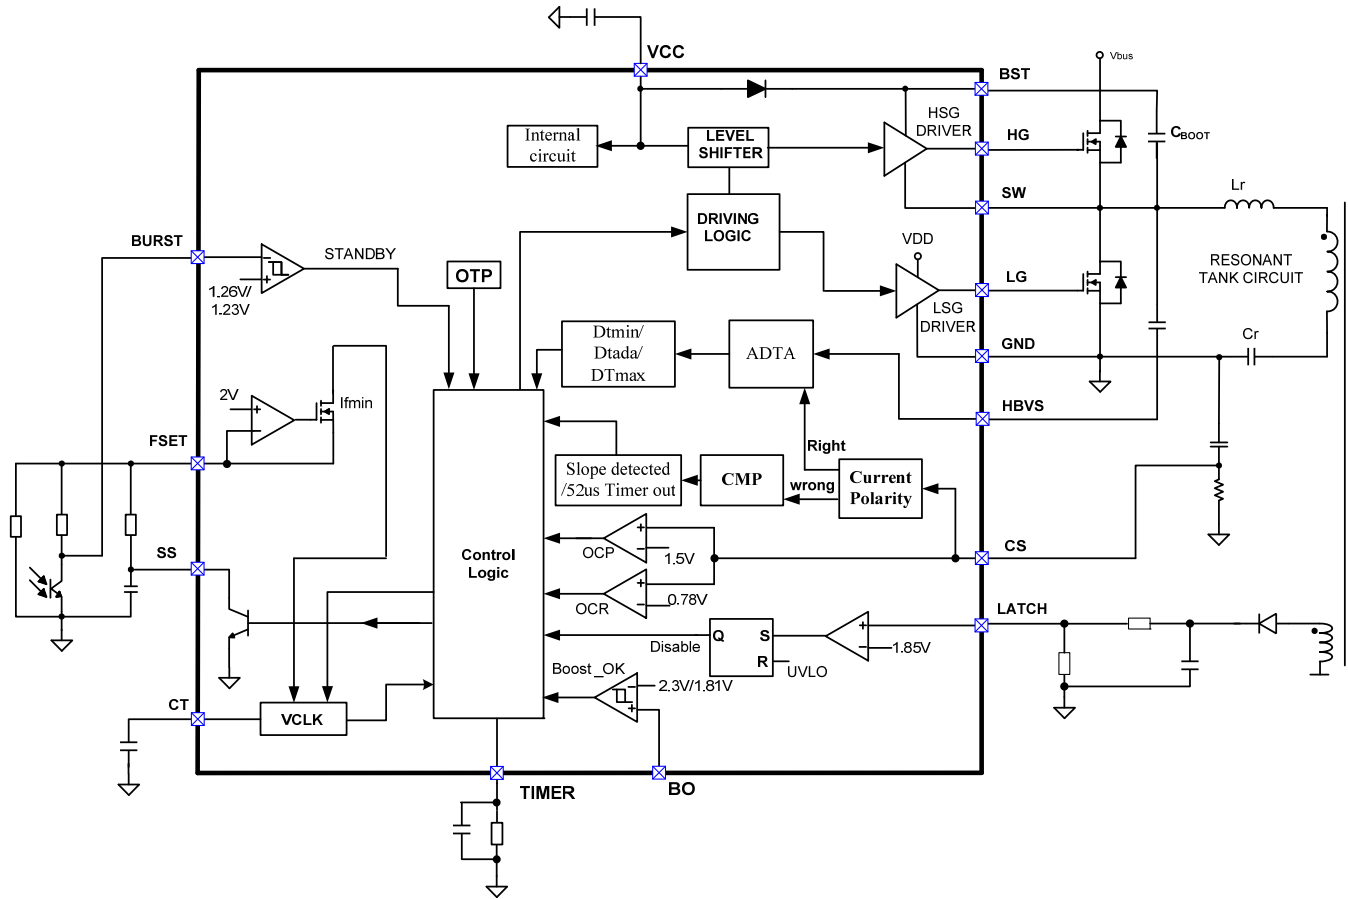 VCC
BST
Vbus
HSG
DRIVER
Internal
circuit
LEVEL
SHIFTER
HG
CBOOT
SW
Lr
DRIVING
LOGIC
BURST
STANDBY
VDD
RESONANT
TANK CIRCUIT
OTP
LG
1.26V/
1.23V
LSG
DRIVER
Dtmin/
Dtada/
DTmax
ADTA
GND
Cr
2V
Ifmin
HBVS
FSET
Right
Slope detected
/52us Timer out
CMP
wrong
Current
Polarity
SS
Control
Logic
OCP
+
−
1.5V
CS
OCR
+
−
0.78V
LATCH
Disable
Q
S
R
UVLO
+
−
1.85V
Boost_OK
−
+
2.3V/1.81V
CT
VCLK
TIMER
BO